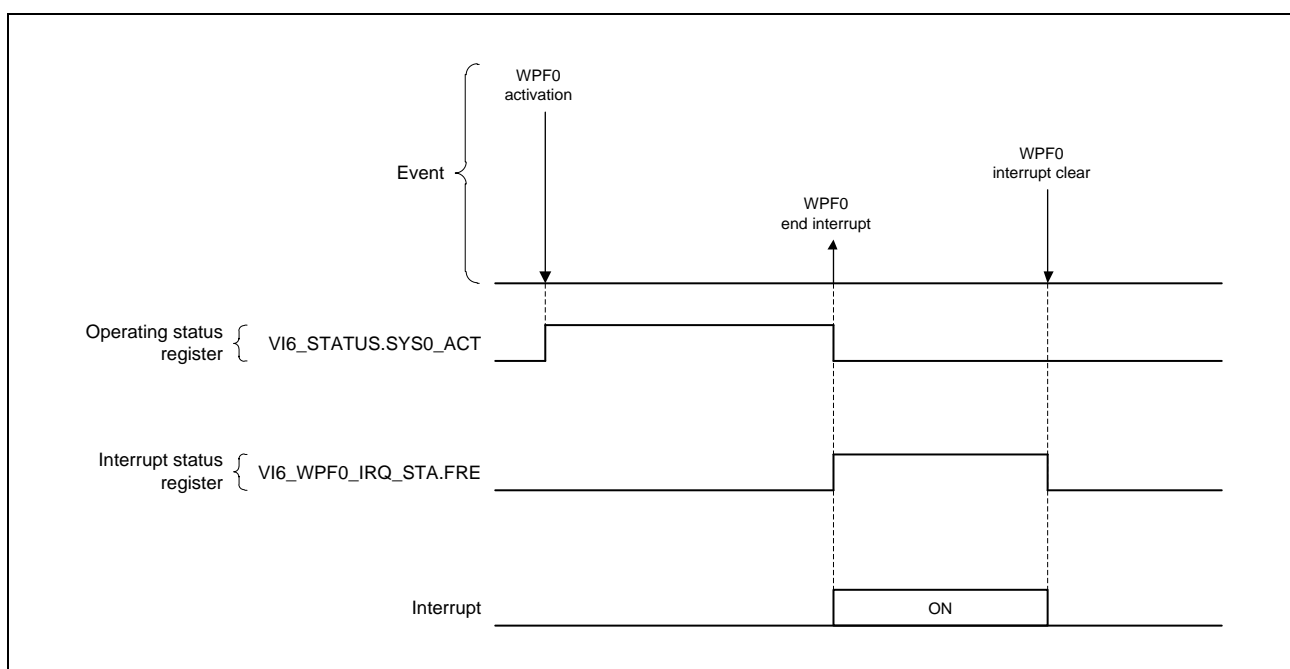 WPF0
activation
WPF0
interrupt clear
Event
WPF0
end interrupt
Operating status
register
VI6_STATUS.SYS0_ACT
Interrupt status
register
VI6_WPF0_IRQ_STA.FRE
Interrupt
ON